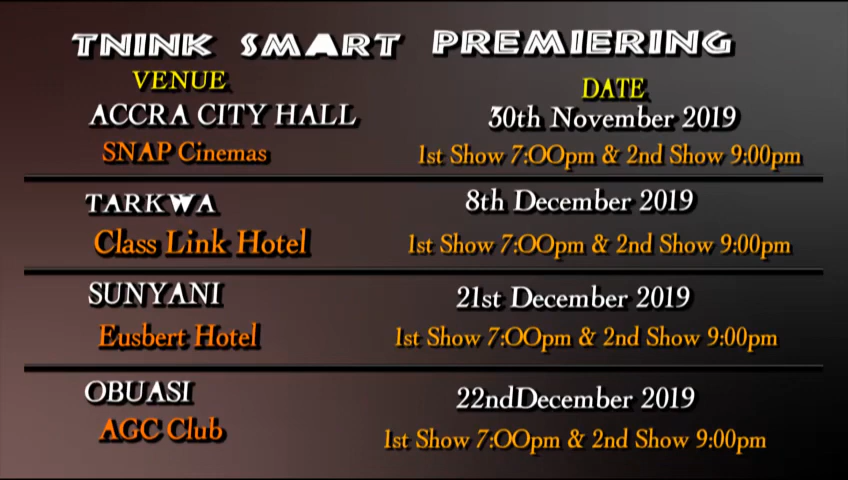 TNINK SMART PREMIERING
VENUE DATE
ACCRA CITY HALL 30th November 2019
SNAP Cinemas 1st Show 7:OOpm & 2nd Show 9:00pm
TARKWA 8th December 2019
Class Link Hotel 1st Show 7:OOpm & 2nd Show 9:00pm
SUNYANI 21st December 2019
Eusbert Hotel 1st Show 7:OOpm & 2nd Show 9:00pm
OBUASI 22ndDecember 2019
AGC Club 1st Show 7:OOpm & 2nd Show 9:00pm